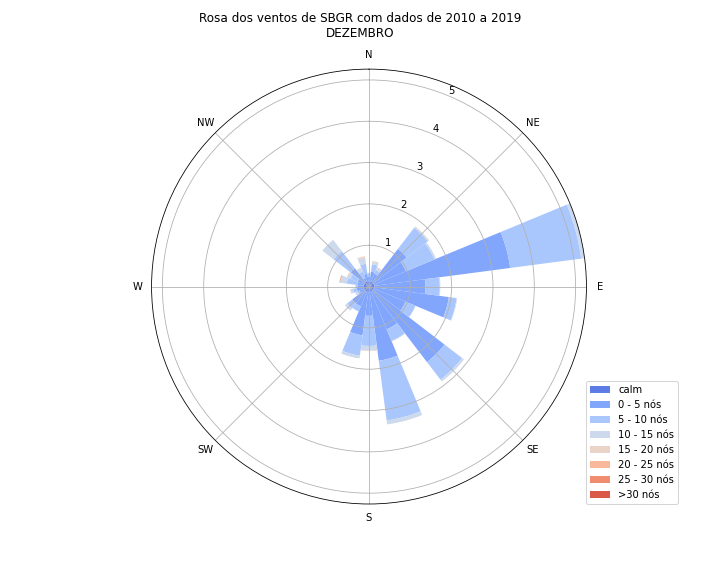 Rosa dos ventos de SBGR com dados de 2010 a 2019
DEZEMBRO
N
5
NW
NE
4
3
2
1
W
E
SW
SE
S
calm
0 - 5 nós
5 - 10 nós
10 - 15 nós
15 - 20 nós
20 - 25 nós
25 - 30 nós
>30 nós